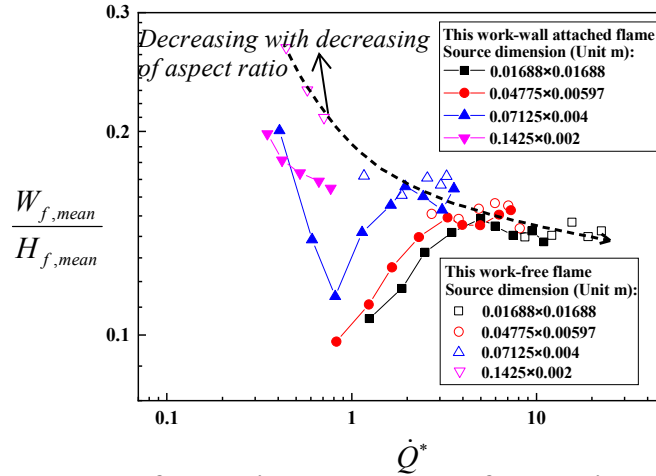 0.3
Decreasing with decreasing
of aspect ratio
This work-wall attached flame
Source dimension (Unit m):
0.01688×0.01688
0.04775×0.00597
0.07125×0.004
0.1425×0.002
0.2
W_{f,mean}
H_{f,mean}
This work-free flame
Source dimension (Unit m):
0.01688×0.01688
0.04775×0.00597
0.07125×0.004
0.1425×0.002
0.1
0.1 1 10
Q̇*